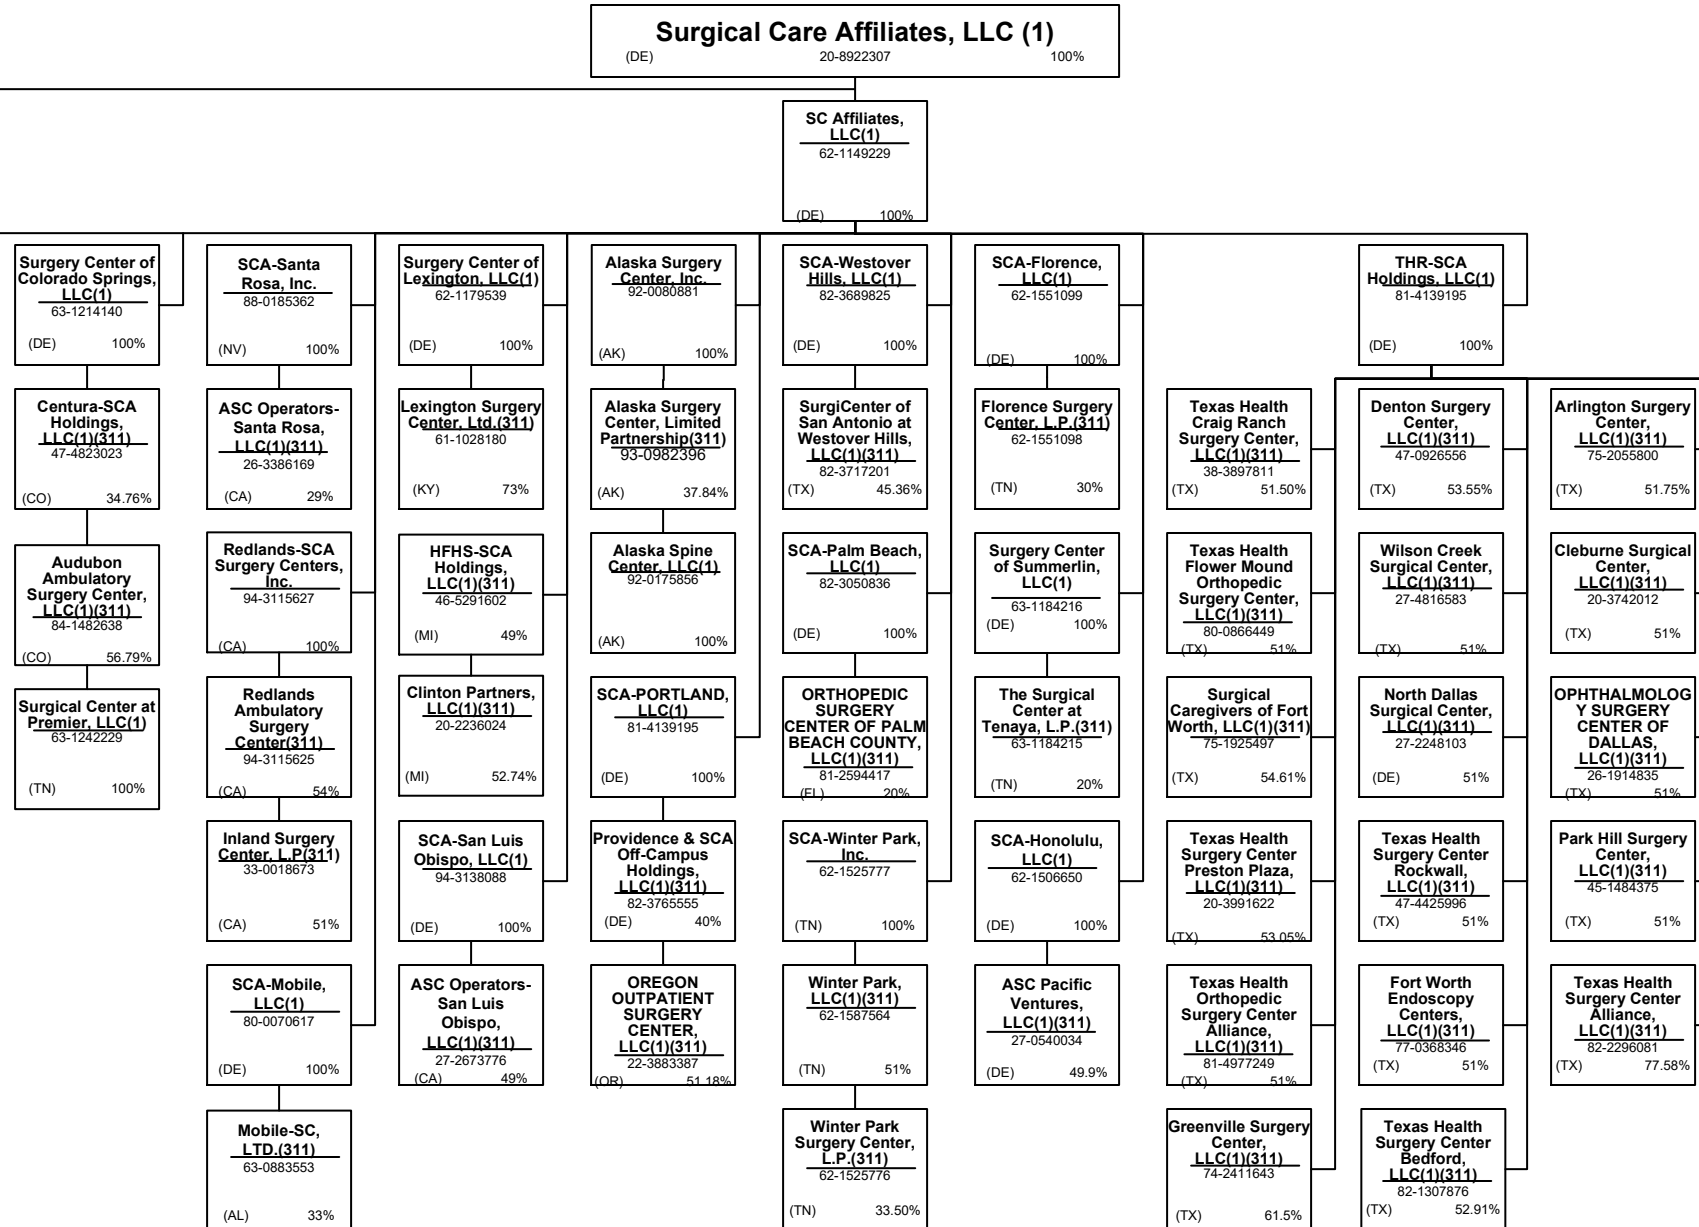 Surgical Care Affiliates, LLC (1)
(DE) 20-8922307 100%
SC Affiliates,
LLC(1)
62-1149229
(DE) 100%
Surgery Center of
Colorado Springs,
LLC(1)
63-1214140
(DE) 100%
Centura-SCA
Holdings,
LLC(1)(311)
47-4823023
(CO) 34.76%
Audubon
Ambulatory
Surgery Center,
LLC(1)(311)
84-1482638
(CO) 56.79%
Surgical Center at
Premier, LLC(1)
63-1242229
(TN) 100%
SCA-Santa
Rosa, Inc.
88-0185362
(NV) 100%
ASC Operators-
Santa Rosa,
LLC(1)(311)
26-3386169
(CA) 29%
Redlands-SCA
Surgery Centers,
Inc.
94-3115627
(CA) 100%
Redlands
Ambulatory
Surgery
Center(311)
94-3115625
(CA) 54%
Inland Surgery
Center, L.P(311)
33-0018673
(CA) 51%
SCA-Mobile,
LLC(1)
80-0070617
(DE) 100%
Mobile-SC,
LTD.(311)
63-0883553
(AL) 33%
Surgery Center of
Lexington, LLC(1)
62-1179539
(DE) 100%
Lexington Surgery
Center, Ltd.(311)
61-1028180
(KY) 73%
HFHS-SCA
Holdings,
LLC(1)(311)
46-5291602
(MI) 49%
Clinton Partners,
LLC(1)(311)
20-2236024
(MI) 52.74%
SCA-San Luis
Obispo, LLC(1)
94-3138088
(DE) 100%
ASC Operators-
San Luis
Obispo,
LLC(1)(311)
27-2673776
(CA) 49%
Alaska Surgery
Center, Inc.
92-0080881
(AK) 100%
Alaska Surgery
Center, Limited
Partnership(311)
93-0982396
(AK) 37.84%
Alaska Spine
Center, LLC(1)
92-0175856
(AK) 100%
SCA-PORTLAND,
LLC(1)
81-4139195
(DE) 100%
Providence & SCA
Off-Campus
Holdings,
LLC(1)(311)
82-3765555
(DE) 40%
OREGON
OUTPATIENT
SURGERY
CENTER,
LLC(1)(311)
22-3883387
(OR) 51.18%
SCA-Westover
Hills, LLC(1)
82-3689825
(DE) 100%
SurgiCenter of
San Antonio at
Westover Hills,
LLC(1)(311)
82-3717201
(TX) 45.36%
SCA-Palm Beach,
LLC(1)
82-3050836
(DE) 100%
ORTHOPEDIC
SURGERY
CENTER OF PALM
BEACH COUNTY,
LLC(1)(311)
81-2594417
(FL) 20%
SCA-Winter Park,
Inc.
62-1525777
(TN) 100%
Winter Park,
LLC(1)(311)
62-1587564
(TN) 51%
Winter Park
Surgery Center,
L.P.(311)
62-1525776
(TN) 33.50%
SCA-Florence,
LLC(1)
62-1551099
(DE) 100%
Florence Surgery
Center, L.P.(311)
62-1551098
(TN) 30%
Surgery Center
of Summerlin,
LLC(1)
63-1184216
(DE) 100%
The Surgical
Center at
Tenaya, L.P.(311)
63-1184215
(TN) 20%
SCA-Honolulu,
LLC(1)
62-1506650
(DE) 100%
ASC Pacific
Ventures,
LLC(1)(311)
27-0540034
(DE) 49.9%
THR-SCA
Holdings, LLC(1)
81-4139195
(DE) 100%
Texas Health
Craig Ranch
Surgery Center,
LLC(1)(311)
38-3897811
(TX) 51.50%
Texas Health
Flower Mound
Orthopedic
Surgery Center,
LLC(1)(311)
80-0866449
(TX) 51%
Surgical
Caregivers of Fort
Worth, LLC(1)(311)
75-1925497
(TX) 54.61%
Texas Health
Surgery Center
Preston Plaza,
LLC(1)(311)
20-3991622
(TX) 53.05%
Texas Health
Orthopedic
Surgery Center
Alliance,
LLC(1)(311)
81-4977249
(TX) 51%
Greenville Surgery
Center,
LLC(1)(311)
74-2411643
(TX) 61.5%
Denton Surgery
Center,
LLC(1)(311)
47-0926556
(TX) 53.55%
Wilson Creek
Surgical Center,
LLC(1)(311)
27-4816583
(TX) 51%
North Dallas
Surgical Center,
LLC(1)(311)
27-2248103
(DE) 51%
Texas Health
Surgery Center
Rockwall,
LLC(1)(311)
47-4425996
(TX) 51%
Fort Worth
Endoscopy
Centers,
LLC(1)(311)
77-0368346
(TX) 51%
Texas Health
Surgery Center
Bedford,
LLC(1)(311)
82-1307876
(TX) 52.91%
Arlington Surgery
Center,
LLC(1)(311)
75-2055800
(TX) 51.75%
Cleburne Surgical
Center,
LLC(1)(311)
20-3742012
(TX) 51%
OPHTHALMOLOG
Y SURGERY
CENTER OF
DALLAS,
LLC(1)(311)
26-1914835
(TX) 51%
Park Hill Surgery
Center,
LLC(1)(311)
45-1484375
(TX) 51%
Texas Health
Surgery Center
Alliance,
LLC(1)(311)
82-2296081
(TX) 77.58%